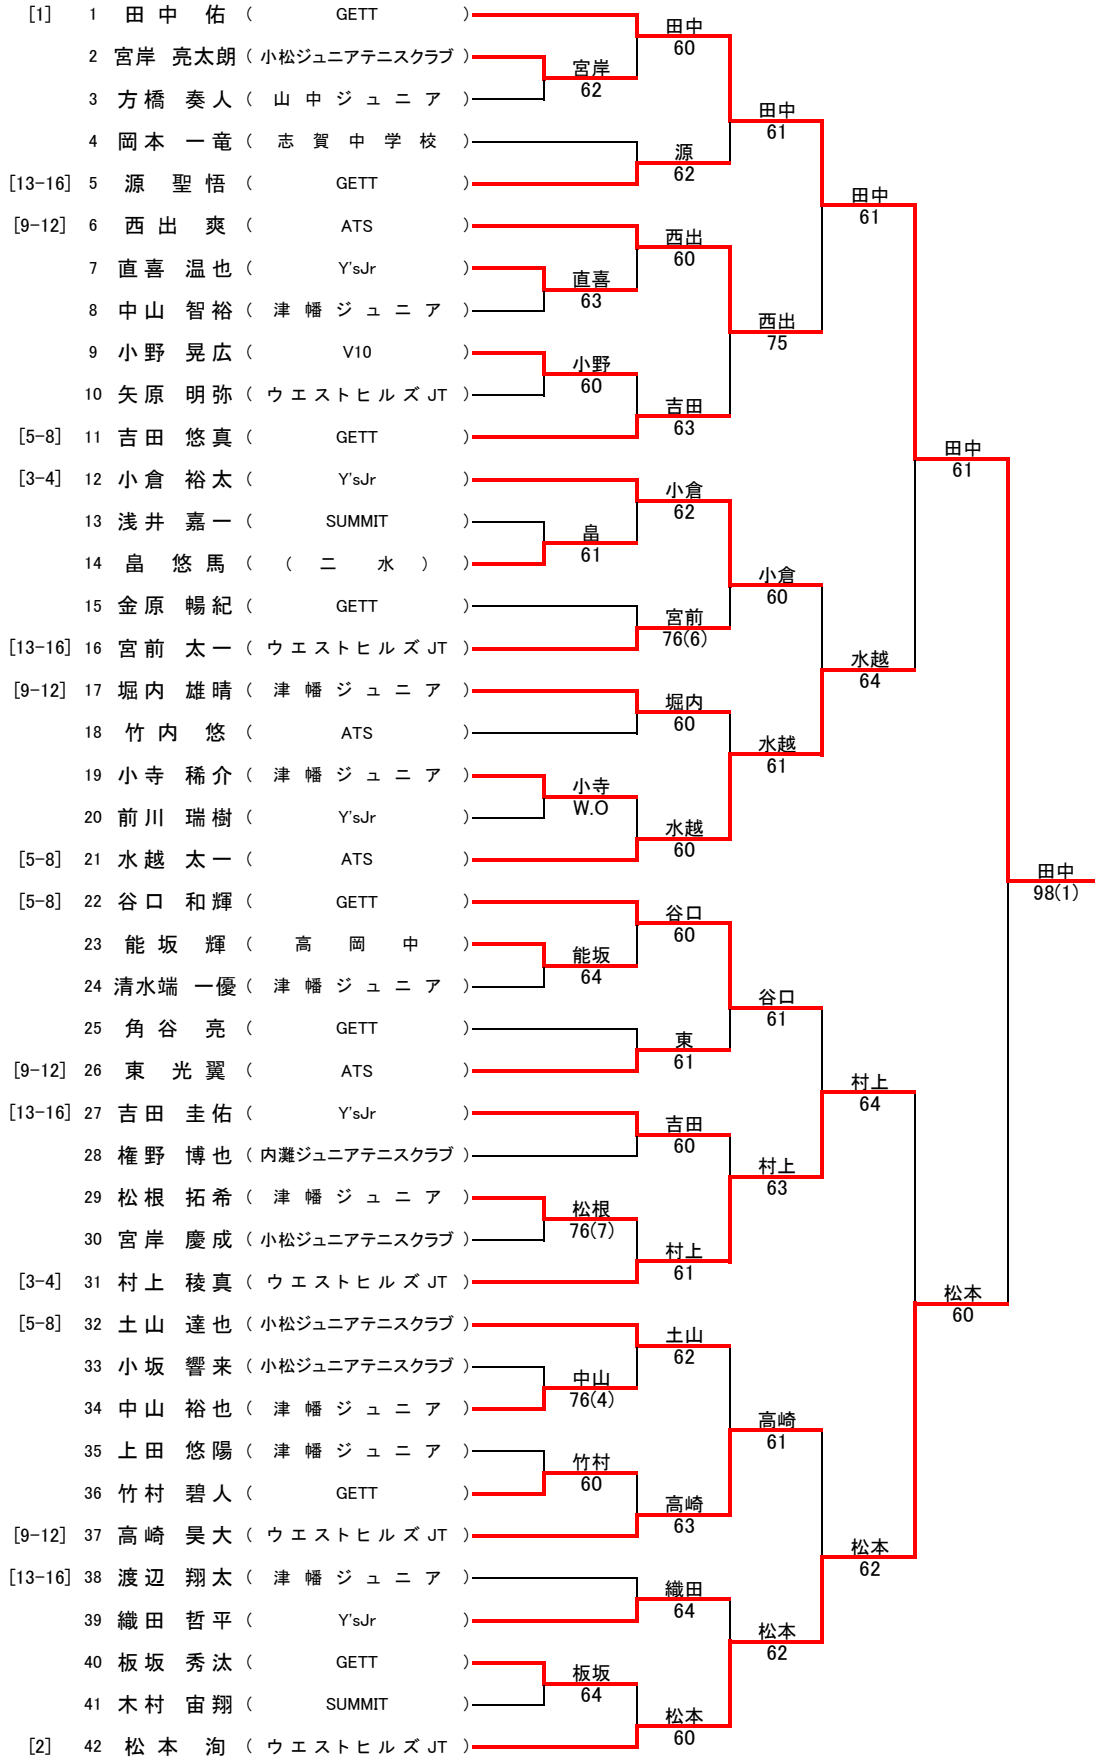 [1] 1 田中 佑 ( GETT )
田中
60
2 宮岸 亮太朗 ( 小松ジュニアテニスクラブ )
宮岸
62
3 方橋 奏人 ( 山中ジュニア )
田中
61
4 岡本 一竜 ( 志賀中学校 )
源
62
[13-16] 5 源 聖悟 ( GETT )
田中
61
[9-12] 6 西出 爽 ( ATS )
西出
60
7 直喜 温也 ( Y'sJr )
直喜
63
8 中山 智裕 ( 津幡ジュニア )
西出
75
9 小野 晃広 ( V10 )
小野
60
10 矢原 明弥 ( ウエストヒルズJT )
吉田
63
[5-8] 11 吉田 悠真 ( GETT )
田中
61
[3-4] 12 小倉 裕太 ( Y'sJr )
小倉
62
13 浅井 嘉一 ( SUMMIT )
畠
61
14 畠 悠馬 ( (二水) )
小倉
60
15 金原 暢紀 ( GETT )
宮前
76(6)
[13-16] 16 宮前 太一 ( ウエストヒルズJT )
水越
64
[9-12] 17 堀内 雄晴 ( 津幡ジュニア )
堀内
60
18 竹内 悠 ( ATS )
水越
61
19 小寺 稀介 ( 津幡ジュニア )
小寺
W.O
20 前川 瑞樹 ( Y'sJr )
水越
60
[5-8] 21 水越 太一 ( ATS )
田中
98(1)
[5-8] 22 谷口 和輝 ( GETT )
谷口
60
23 能坂 輝 ( 高岡中 )
能坂
64
24 清水端 一優 ( 津幡ジュニア )
谷口
61
25 角谷 亮 ( GETT )
東
61
[9-12] 26 東 光翼 ( ATS )
村上
64
[13-16] 27 吉田 圭佑 ( Y'sJr )
吉田
60
28 権野 博也 ( 内灘ジュニアテニスクラブ )
村上
63
29 松根 拓希 ( 津幡ジュニア )
松根
76(7)
30 宮岸 慶成 ( 小松ジュニアテニスクラブ )
村上
61
[3-4] 31 村上 稜真 ( ウエストヒルズJT )
松本
60
[5-8] 32 土山 達也 ( 小松ジュニアテニスクラブ )
土山
62
33 小坂 響来 ( 小松ジュニアテニスクラブ )
中山
76(4)
34 中山 裕也 ( 津幡ジュニア )
高崎
61
35 上田 悠陽 ( 津幡ジュニア )
竹村
60
36 竹村 碧人 ( GETT )
高崎
63
[9-12] 37 高崎 昊大 ( ウエストヒルズJT )
松本
62
[13-16] 38 渡辺 翔太 ( 津幡ジュニア )
織田
64
39 織田 哲平 ( Y'sJr )
松本
62
40 板坂 秀汰 ( GETT )
板坂
64
41 木村 宙翔 ( SUMMIT )
松本
60
[2] 42 松本 洵 ( ウエストヒルズJT )